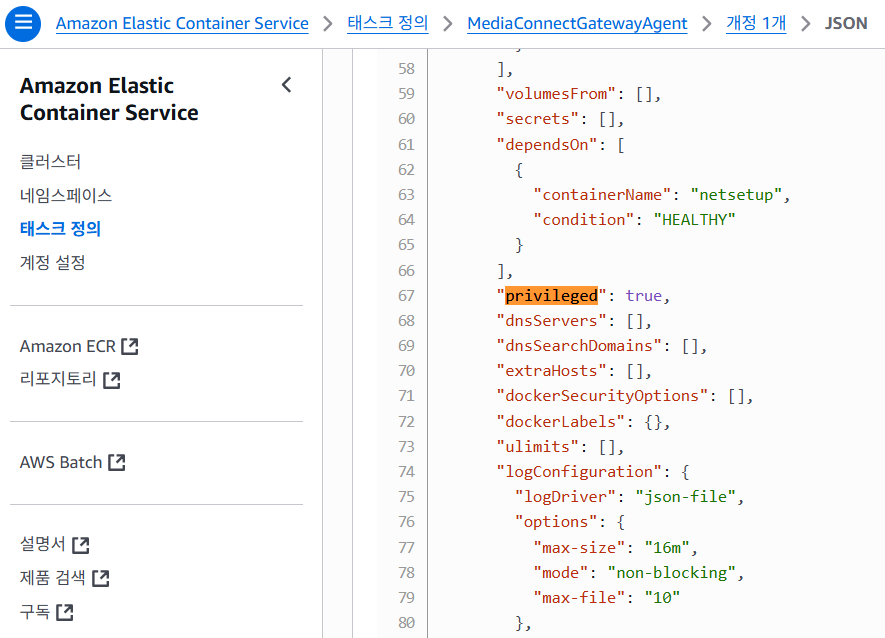 Amazon Elastic Container Service > 태스크 정의 > MediaConnectGatewayAgent > 개정 1개 > JSON
Amazon Elastic
Container Service
클러스터
네임스페이스
태스크 정의
계정 설정
Amazon ECR
리포지토리
AWS Batch
설명서
제품 검색
구독
58 ],
59 "volumesFrom": [],
60 "secrets": [],
61 "dependsOn": [
62 {
63 "containerName": "netsetup",
64 "condition": "HEALTHY"
65 }
66 ],
67 "privileged": true,
68 "dnsServers": [],
69 "dnsSearchDomains": [],
70 "extraHosts": [],
71 "dockerSecurityOptions": [],
72 "dockerLabels": {},
73 "ulimits": [],
74 "logConfiguration": {
75 "logDriver": "json-file",
76 "options": {
77 "max-size": "16m",
78 "mode": "non-blocking",
79 "max-file": "10"
80 },